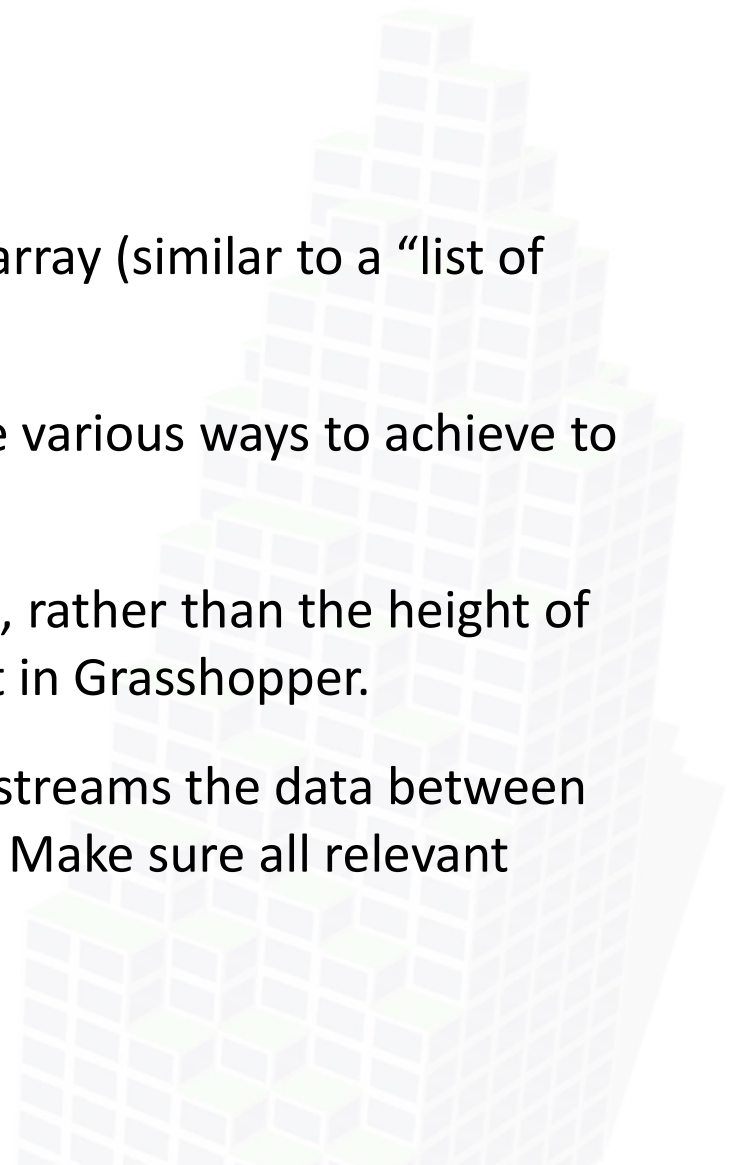 array (similar to a “list of
various ways to achieve to
, rather than the height of
in Grasshopper.
streams the data between
Make sure all relevant